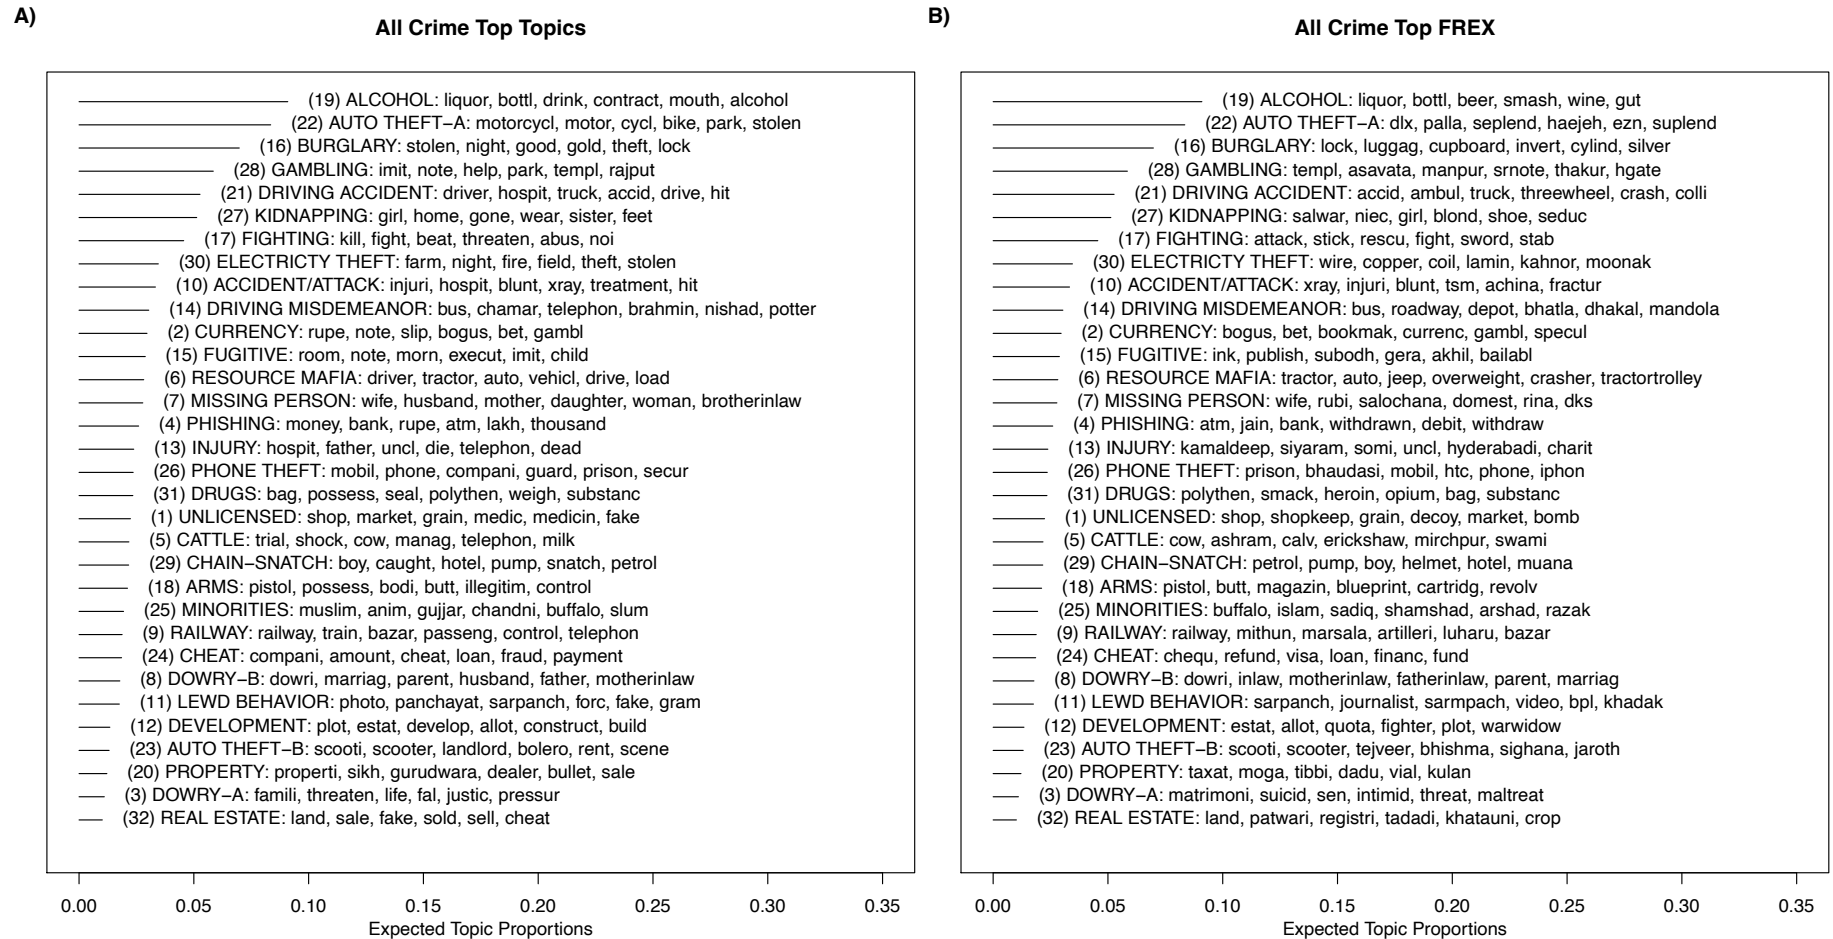 A)
All Crime Top Topics
(19) ALCOHOL: liquor, bottl, drink, contract, mouth, alcohol
(22) AUTO THEFT−A: motorcycl, motor, cycl, bike, park, stolen
(16) BURGLARY: stolen, night, good, gold, theft, lock
(28) GAMBLING: imit, note, help, park, templ, rajput
(21) DRIVING ACCIDENT: driver, hospit, truck, accid, drive, hit
(27) KIDNAPPING: girl, home, gone, wear, sister, feet
(17) FIGHTING: kill, fight, beat, threaten, abus, noi
(30) ELECTRICTY THEFT: farm, night, fire, field, theft, stolen
(10) ACCIDENT/ATTACK: injuri, hospit, blunt, xray, treatment, hit
(14) DRIVING MISDEMEANOR: bus, chamar, telephon, brahmin, nishad, potter
(2) CURRENCY: rupe, note, slip, bogus, bet, gambl
(15) FUGITIVE: room, note, morn, execut, imit, child
(6) RESOURCE MAFIA: driver, tractor, auto, vehicl, drive, load
(7) MISSING PERSON: wife, husband, mother, daughter, woman, brotherinlaw
(4) PHISHING: money, bank, rupe, atm, lakh, thousand
(13) INJURY: hospit, father, uncl, die, telephon, dead
(26) PHONE THEFT: mobil, phone, compani, guard, prison, secur
(31) DRUGS: bag, possess, seal, polythen, weigh, substanc
(1) UNLICENSED: shop, market, grain, medic, medicin, fake
(5) CATTLE: trial, shock, cow, manag, telephon, milk
(29) CHAIN−SNATCH: boy, caught, hotel, pump, snatch, petrol
(18) ARMS: pistol, possess, bodi, butt, illegitim, control
(25) MINORITIES: muslim, anim, gujjar, chandni, buffalo, slum
(9) RAILWAY: railway, train, bazar, passeng, control, telephon
(24) CHEAT: compani, amount, cheat, loan, fraud, payment
(8) DOWRY−B: dowri, marriag, parent, husband, father, motherinlaw
(11) LEWD BEHAVIOR: photo, panchayat, sarpanch, forc, fake, gram
(12) DEVELOPMENT: plot, estat, develop, allot, construct, build
(23) AUTO THEFT−B: scooti, scooter, landlord, bolero, rent, scene
(20) PROPERTY: properti, sikh, gurudwara, dealer, bullet, sale
(3) DOWRY−A: famili, threaten, life, fal, justic, pressur
(32) REAL ESTATE: land, sale, fake, sold, sell, cheat
0.00 0.05 0.10 0.15 0.20 0.25 0.30 0.35
Expected Topic Proportions
B)
All Crime Top FREX
(19) ALCOHOL: liquor, bottl, beer, smash, wine, gut
(22) AUTO THEFT−A: dlx, palla, seplend, haejeh, ezn, suplend
(16) BURGLARY: lock, luggag, cupboard, invert, cylind, silver
(28) GAMBLING: templ, asavata, manpur, srnote, thakur, hgate
(21) DRIVING ACCIDENT: accid, ambul, truck, threewheel, crash, colli
(27) KIDNAPPING: salwar, niec, girl, blond, shoe, seduc
(17) FIGHTING: attack, stick, rescu, fight, sword, stab
(30) ELECTRICTY THEFT: wire, copper, coil, lamin, kahnor, moonak
(10) ACCIDENT/ATTACK: xray, injuri, blunt, tsm, achina, fractur
(14) DRIVING MISDEMEANOR: bus, roadway, depot, bhatla, dhakal, mandola
(2) CURRENCY: bogus, bet, bookmak, currenc, gambl, specul
(15) FUGITIVE: ink, publish, subodh, gera, akhil, bailabl
(6) RESOURCE MAFIA: tractor, auto, jeep, overweight, crasher, tractortrolley
(7) MISSING PERSON: wife, rubi, salochana, domest, rina, dks
(4) PHISHING: atm, jain, bank, withdrawn, debit, withdraw
(13) INJURY: kamaldeep, siyaram, somi, uncl, hyderabadi, charit
(26) PHONE THEFT: prison, bhaudasi, mobil, htc, phone, iphon
(31) DRUGS: polythen, smack, heroin, opium, bag, substanc
(1) UNLICENSED: shop, shopkeep, grain, decoy, market, bomb
(5) CATTLE: cow, ashram, calv, erickshaw, mirchpur, swami
(29) CHAIN−SNATCH: petrol, pump, boy, helmet, hotel, muana
(18) ARMS: pistol, butt, magazin, blueprint, cartridg, revolv
(25) MINORITIES: buffalo, islam, sadiq, shamshad, arshad, razak
(9) RAILWAY: railway, mithun, marsala, artilleri, luharu, bazar
(24) CHEAT: chequ, refund, visa, loan, financ, fund
(8) DOWRY−B: dowri, inlaw, motherinlaw, fatherinlaw, parent, marriag
(11) LEWD BEHAVIOR: sarpanch, journalist, sarmpach, video, bpl, khadak
(12) DEVELOPMENT: estat, allot, quota, fighter, plot, warwidow
(23) AUTO THEFT−B: scooti, scooter, tejveer, bhishma, sighana, jaroth
(20) PROPERTY: taxat, moga, tibbi, dadu, vial, kulan
(3) DOWRY−A: matrimoni, suicid, sen, intimid, threat, maltreat
(32) REAL ESTATE: land, patwari, registri, tadadi, khatauni, crop
0.00 0.05 0.10 0.15 0.20 0.25 0.30 0.35
Expected Topic Proportions